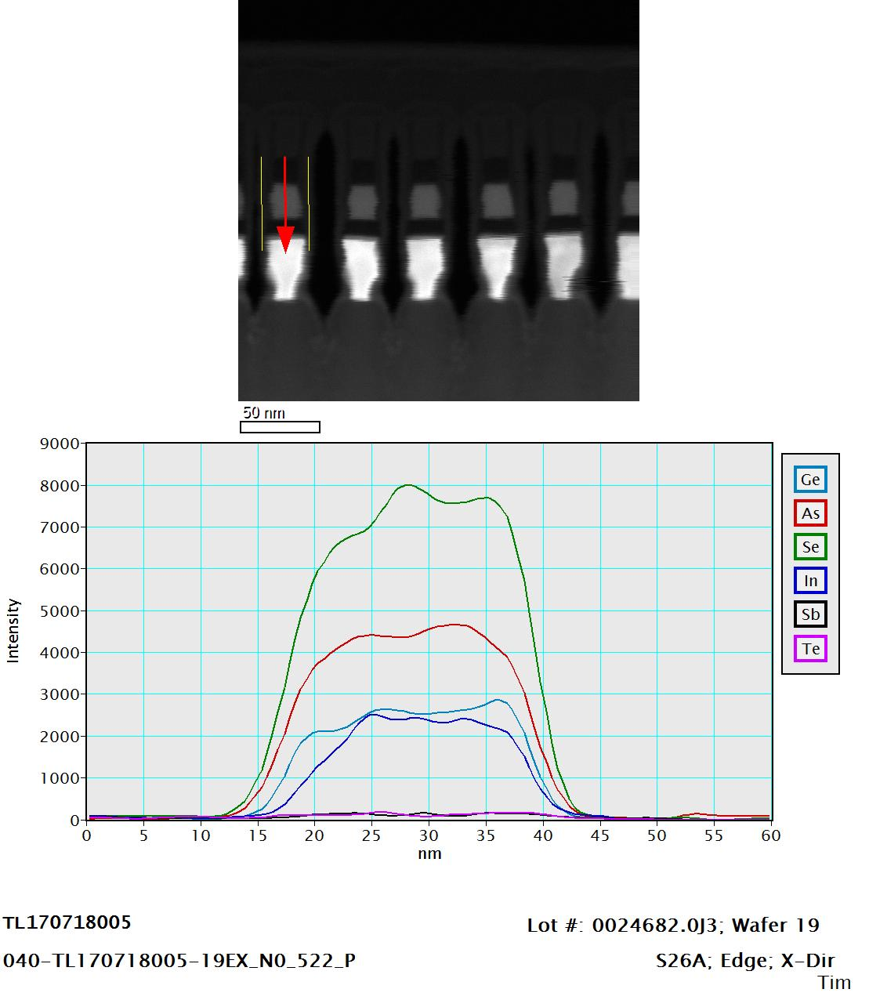 50 nm
9000
8000
7000
6000
5000
4000
3000
2000
1000
0
Intensity
0 5 10 15 20 25 30 35 40 45 50 55 60
nm
Ge
As
Se
In
Sb
Te
TL170718005
Lot #: 0024682.0J3; Wafer 19
040-TL170718005-19EX_N0_522_P
S26A; Edge; X-Dir
Tim